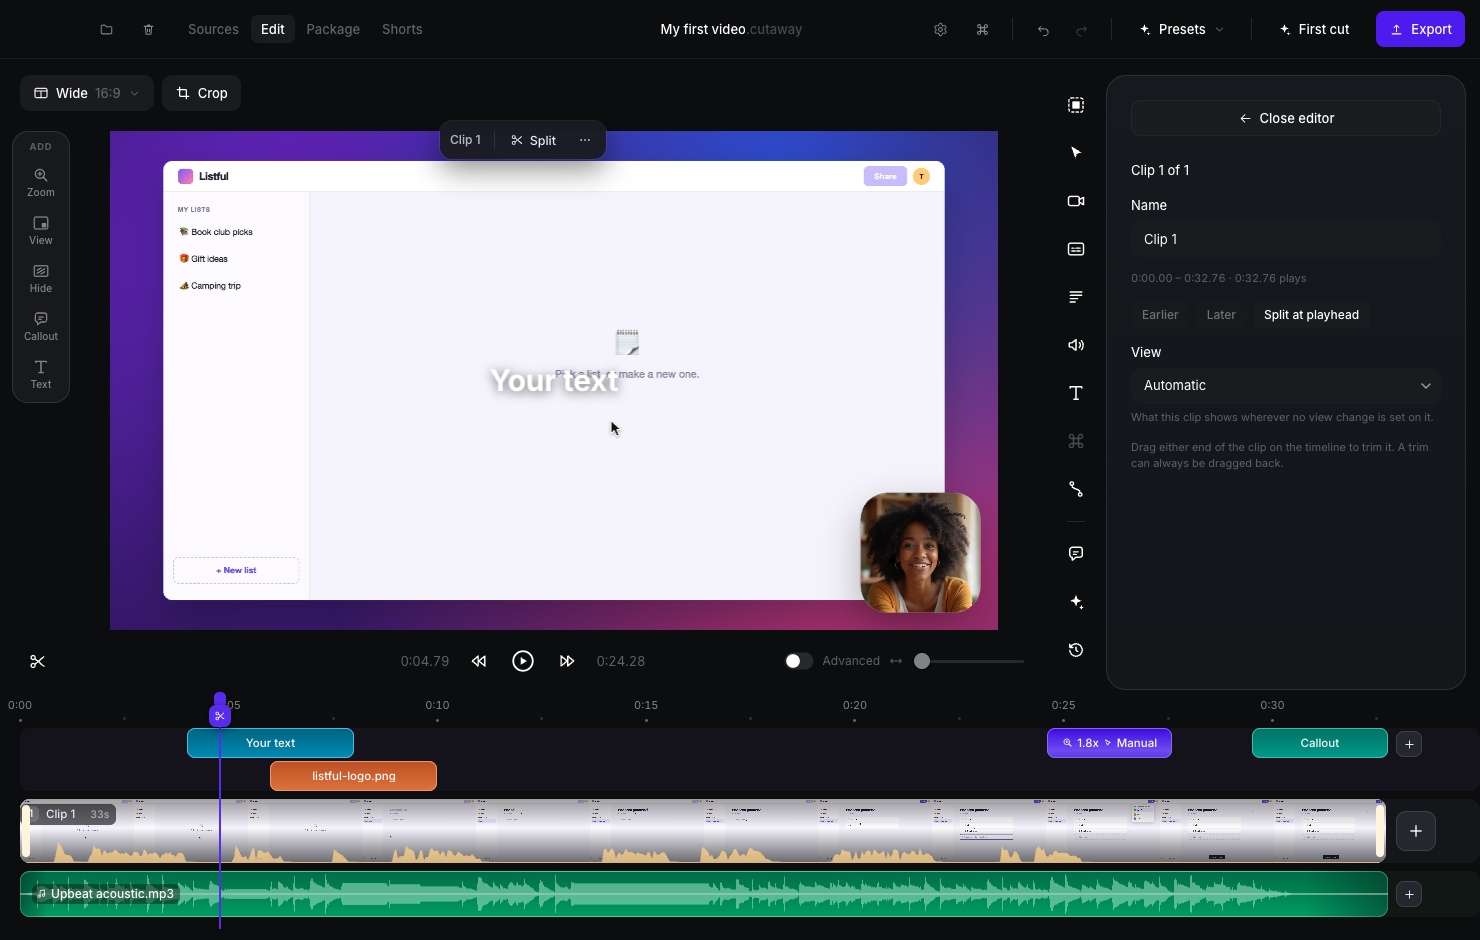 Sources Edit Package Shorts
My first video.cutaway
Presets First cut Export
Wide 16:9 Crop
ADD
Zoom
View
Hide
Callout
Text
Clip 1 Split
Listful
Share T
MY LISTS
Book club picks
Gift ideas
Camping trip
make a new one.
Your text
+ New list
Close editor
Clip 1 of 1
Name
Clip 1
0:00.00 – 0:32.76 · 0:32.76 plays
Earlier Later Split at playhead
View
Automatic
What this clip shows wherever no view change is set on it.
Drag either end of the clip on the timeline to trim it. A trim
can always be dragged back.
0:04.79 0:24.28 Advanced
0:00 05 0:10 0:15 0:20 0:25 0:30
Your text 1.8x Manual Callout
listful-logo.png
Clip 1 33s
Upbeat acoustic.mp3